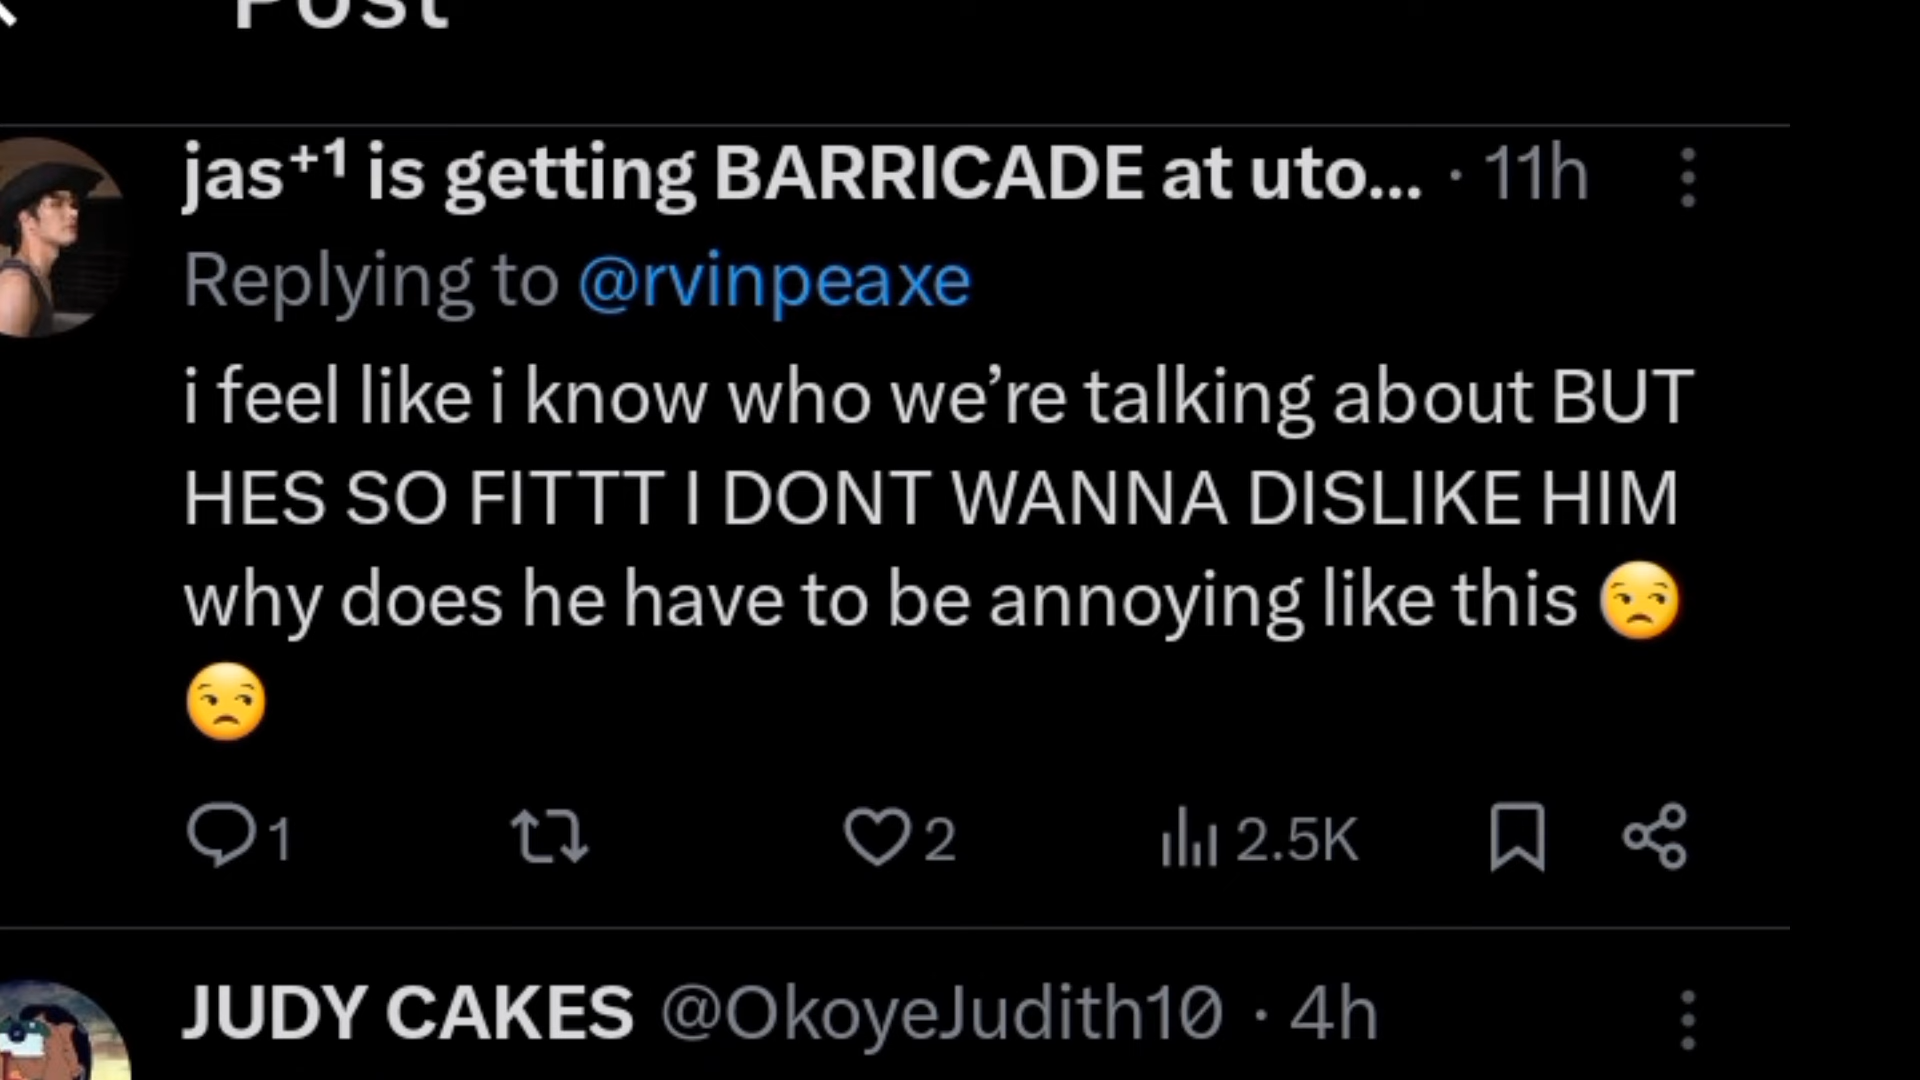 Post
jas⁺¹ is getting BARRICADE at uto... · 11h
Replying to @rvinpeaxe
i feel like i know who we’re talking about BUT
HES SO FITTT I DONT WANNA DISLIKE HIM
why does he have to be annoying like this 😒
😒
1 2 2.5K
JUDY CAKES @OkoyeJudith10 · 4h